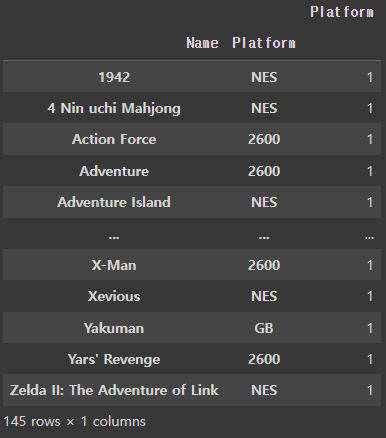 Platform
Name Platform
1942 NES 1
4 Nin uchi Mahjong NES 1
Action Force 2600 1
Adventure 2600 1
Adventure Island NES 1
... ... ...
X-Man 2600 1
Xevious NES 1
Yakuman GB 1
Yars' Revenge 2600 1
Zelda II: The Adventure of Link NES 1
145 rows × 1 columns